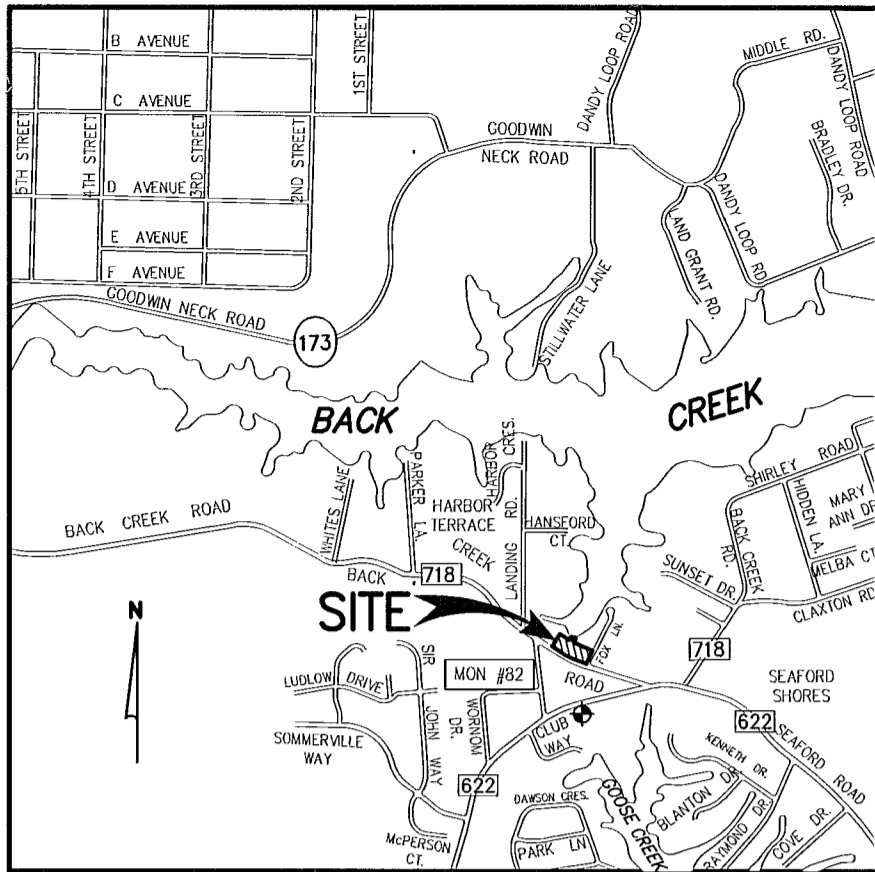 B AVENUE
C AVENUE
D AVENUE
E AVENUE
F AVENUE
5TH STREET
4TH STREET
3RD STREET
2ND STREET
1ST STREET
GOODWIN NECK ROAD
173
GOODWIN
NECK ROAD
DANDY LOOP ROAD
MIDDLE RD.
DANDY LOOP ROAD
BRADLEY DR.
DANDY LOOP RD
LAND GRANT RD.
STILLWATER LANE
BACK
CREEK
BACK CREEK ROAD
WHITES LANE
PARKER LA.
HARBOR CRES.
HARBOR
TERRACE
LANDING RD.
HANSFORD
CT.
BACK
718
CREEK
ROAD
SITE
FOX LN.
SUNSET DR.
BACK CREEK
RD.
SHIRLEY ROAD
HIDDEN LA.
MARY
ANN DR
MELBA CT
CLAXTON RD
718
SEAFORD
SHORES
622
SEAFORD ROAD
N
LUDLOW DRIVE
SIR JOHN WAY
SOMMERVILLE
WAY
MON #82
WORNOM
DR.
CLUB
WAY
622
McPERSON
CT.
DAWSON CRES.
PARK LN
GOOSE CREEK
BLANTON DR.
KENNETH DR.
RAYMOND DR.
COVE DR.